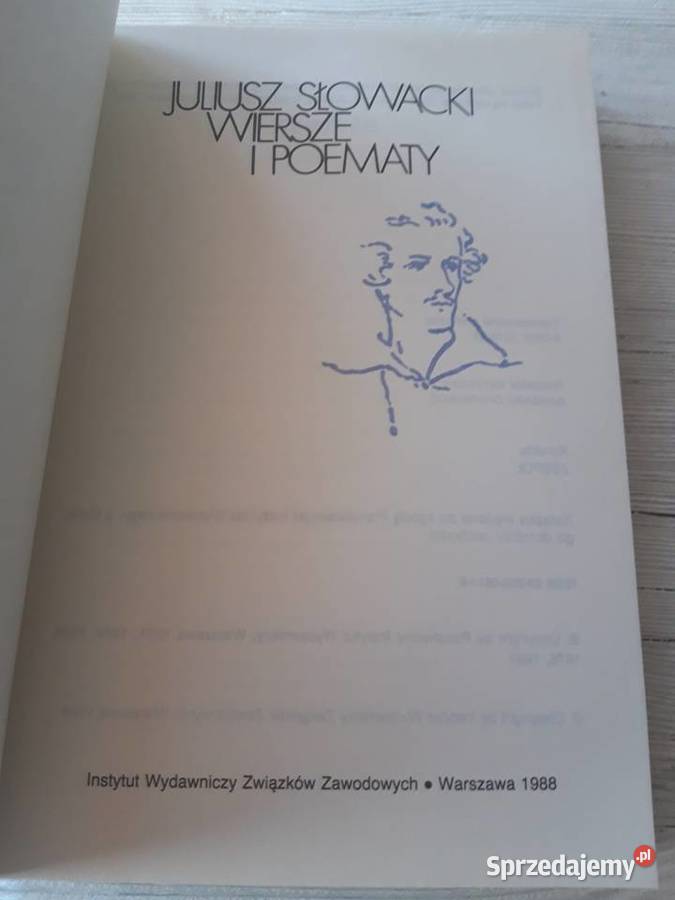 JULIUSZ SŁOWACKI
WIERSZE
I POEMATY
Instytut Wydawniczy Związków Zawodowych • Warszawa 1988
Sprzedajemy.pl